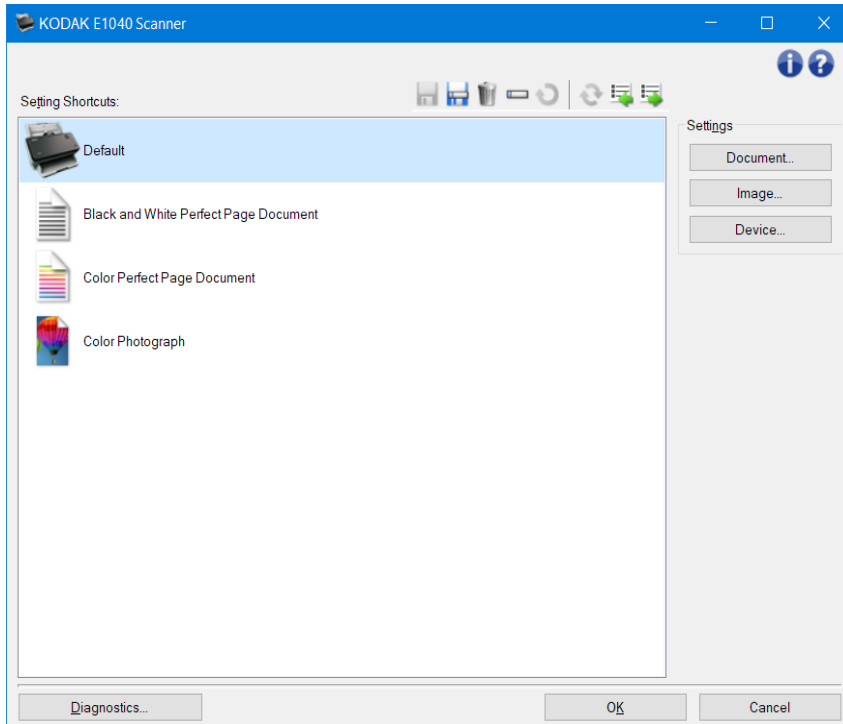 KODAK E1040 Scanner
Setting Shortcuts:
Default
Black and White Perfect Page Document
Color Perfect Page Document
Color Photograph
Settings
Document...
Image...
Device...
Diagnostics...
OK
Cancel